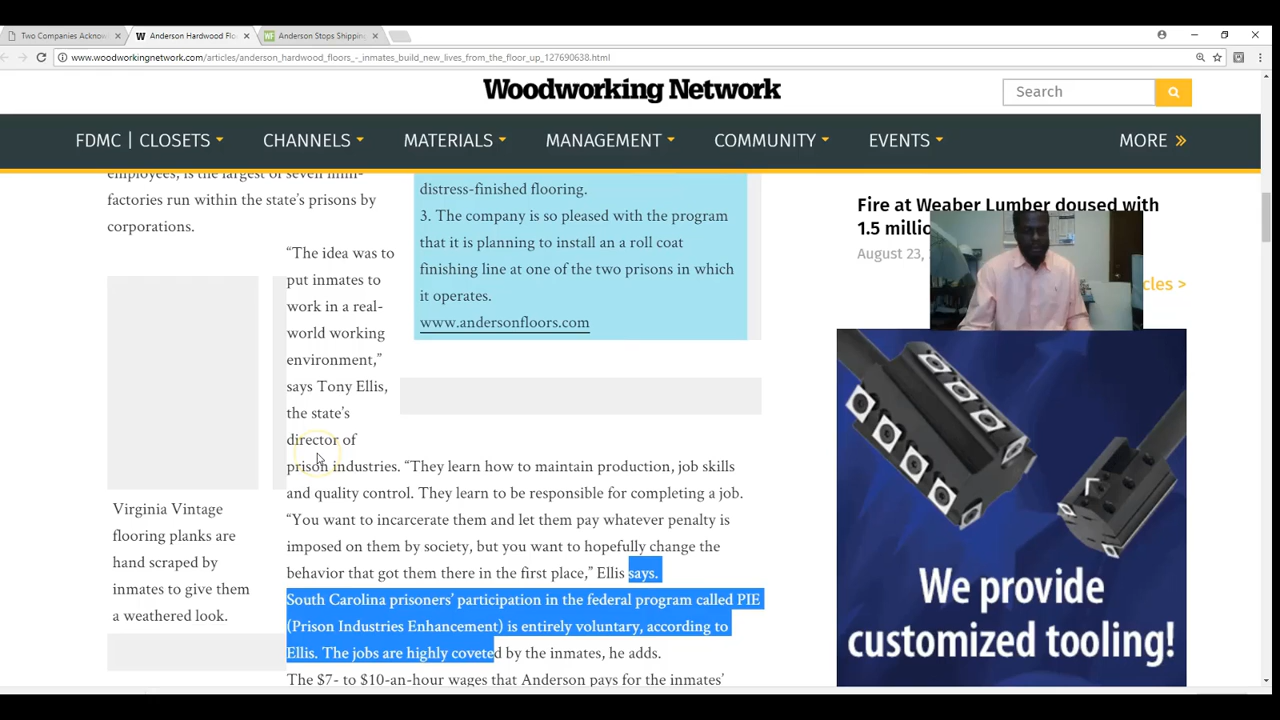 Two Companies Acknow
Anderson Hardwood Flo
Anderson Stops Shipping
www.woodworkingnetwork.com/articles/anderson_hardwood_floors_-_inmates_build_new_lives_from_the_floor_up_127690638.html
Woodworking Network
Search
FDMC | CLOSETS
CHANNELS
MATERIALS
MANAGEMENT
COMMUNITY
EVENTS
MORE
employees, is the largest of seven mini-
factories run within the state's prisons by
corporations.
distress-finished flooring.
3. The company is so pleased with the program
that it is planning to install an a roll coat
finishing line at one of the two prisons in which
it operates.
www.andersonfloors.com
Fire at Weaber Lumber doused with
1.5 millio
August 23,
cles >
“The idea was to
put inmates to
work in a real-
world working
environment,”
says Tony Ellis,
the state’s
director of
prison industries. “They learn how to maintain production, job skills
and quality control. They learn to be responsible for completing a job.
“You want to incarcerate them and let them pay whatever penalty is
imposed on them by society, but you want to hopefully change the
behavior that got them there in the first place,” Ellis says.
South Carolina prisoners’ participation in the federal program called PIE
(Prison Industries Enhancement) is entirely voluntary, according to
Ellis. The jobs are highly coveted by the inmates, he adds.
The $7- to $10-an-hour wages that Anderson pays for the inmates’
Virginia Vintage
flooring planks are
hand scraped by
inmates to give them
a weathered look.
We provide
customized tooling!